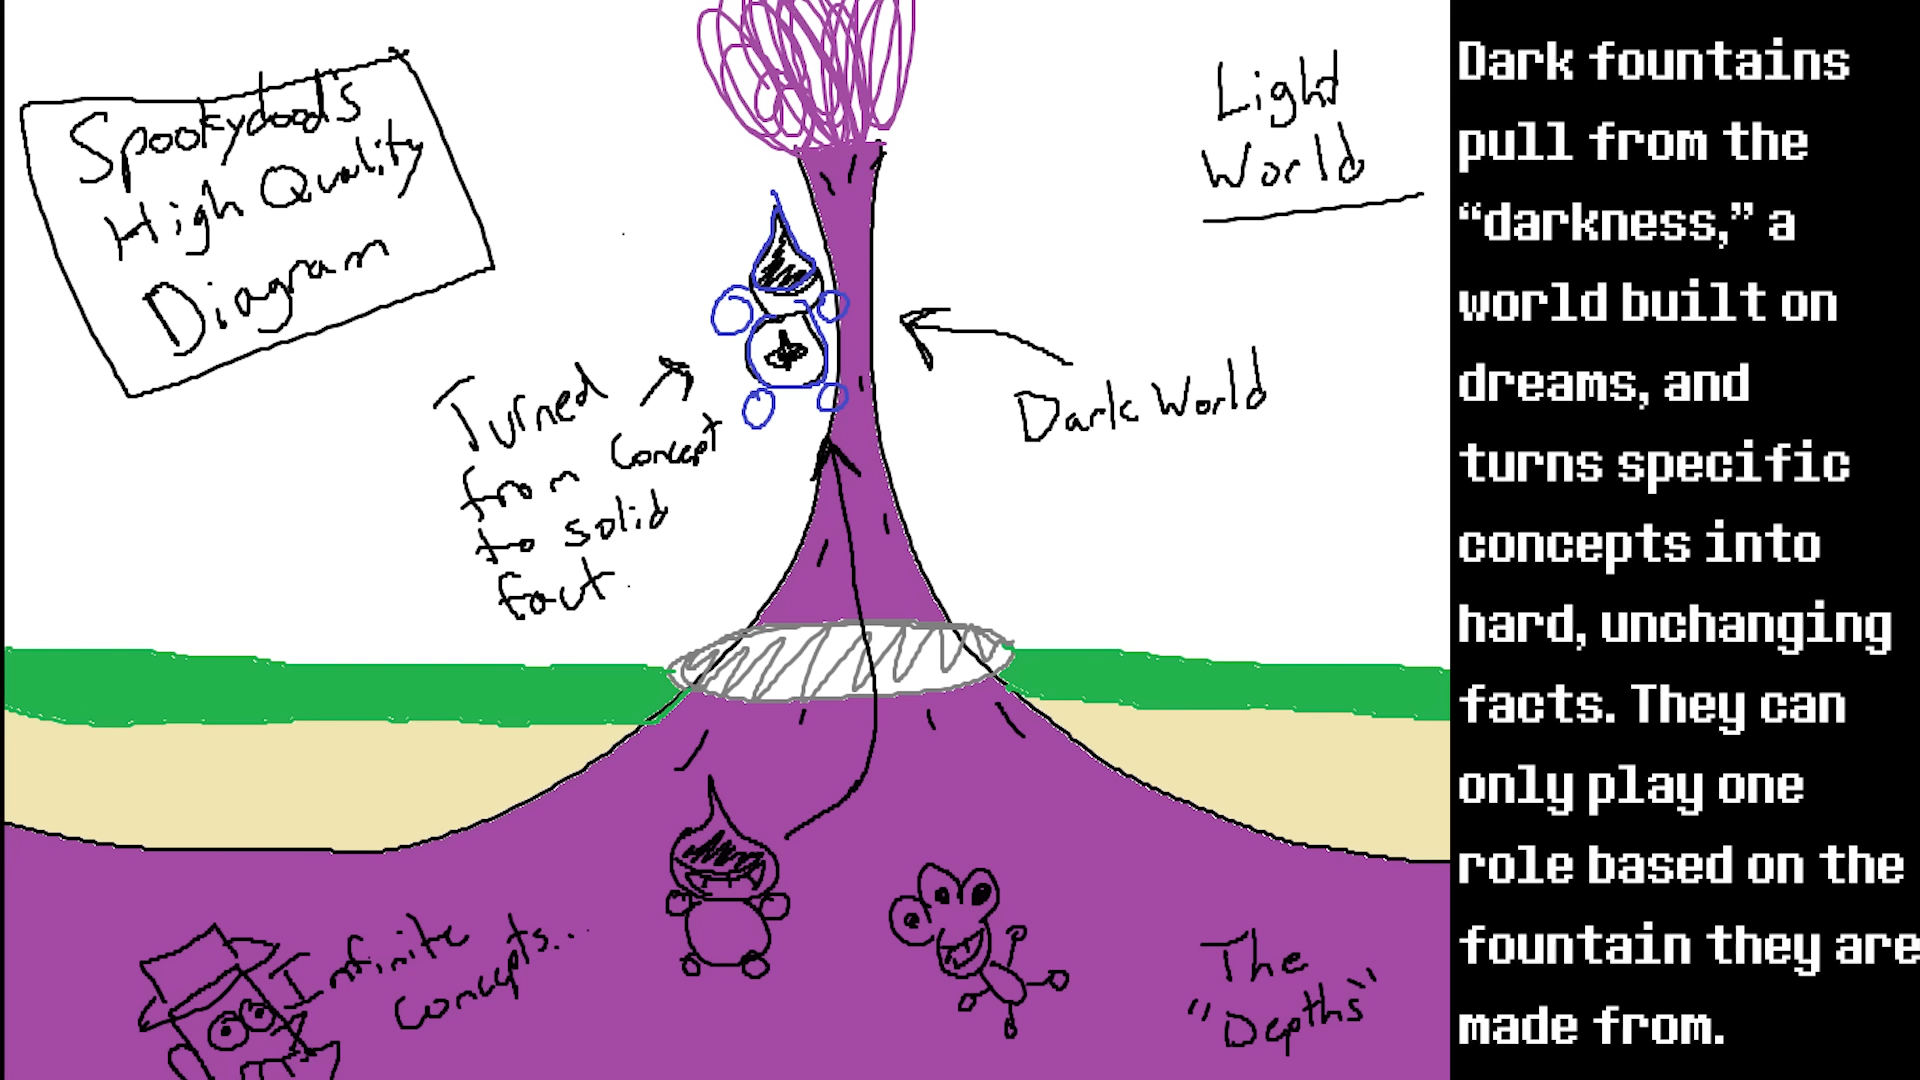 Spookydood's
High Quality
Diagram
Light
World
Turned
from concept
to solid
fact.
Dark World
Infinite
concepts...
The
"Depths"
Dark fountains
pull from the
“darkness,” a
world built on
dreams, and
turns specific
concepts into
hard, unchanging
facts. They can
only play one
role based on the
fountain they are
made from.